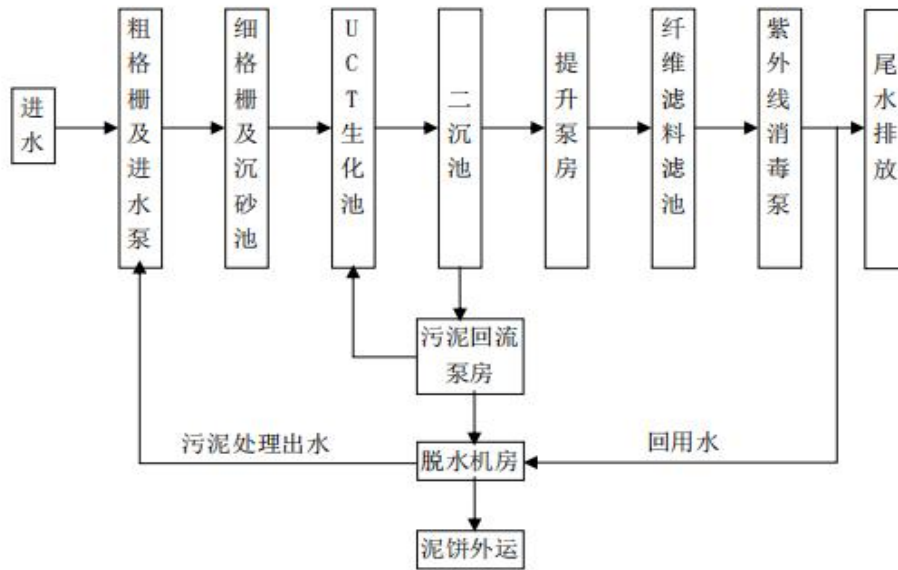 进水
粗格栅及进水泵
细格栅及沉砂池
UCT生化池
二沉池
提升泵房
纤维滤料滤池
紫外线消毒泵
尾水排放
污泥回流
泵房
污泥处理出水
脱水机房
回用水
泥饼外运